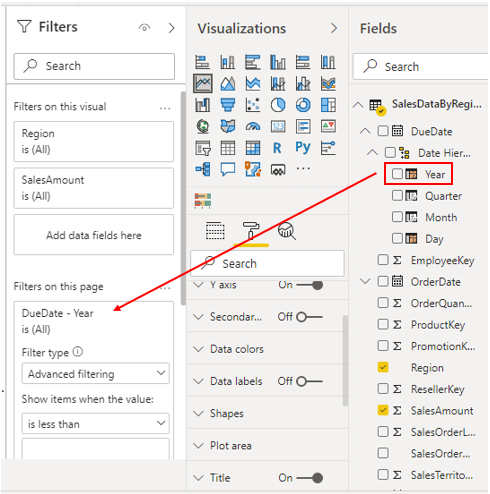 Filters
Search
Filters on this visual
...
Region
is (All)
SalesAmount
is (All)
Add data fields here
Filters on this page
...
DueDate - Year
is (All)
Filter type
Advanced filtering
Show items when the value:
is less than
Visualizations
R Py
...
Search
Y axis On
Secondar... Off
Data colors
Data labels Off
Shapes
Plot area
Title On
Fields
Search
SalesDataByRegi...
DueDate
Date Hier...
Year
Quarter
Month
Day
EmployeeKey
OrderDate
OrderQuan...
ProductKey
PromotionK...
Region
ResellerKey
SalesAmount
SalesOrderL...
SalesOrder...
SalesTerrito...